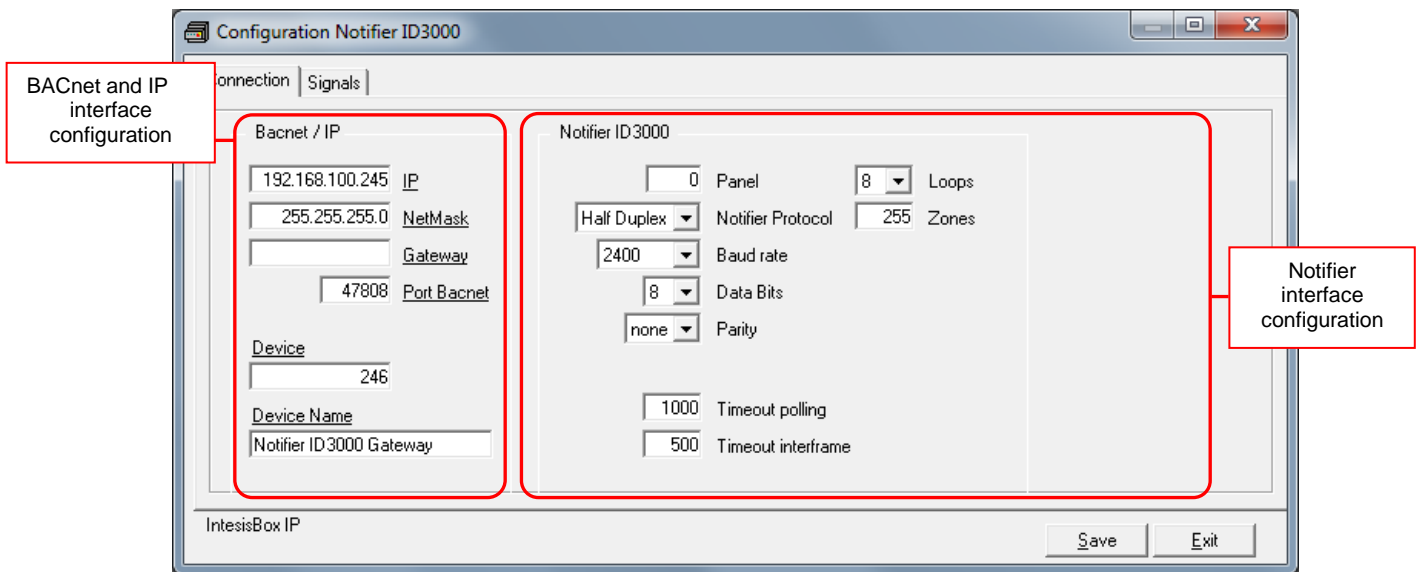 Configuration Notifier ID3000
onnection
Signals
BACnet and IP
interface
configuration
Bacnet / IP
192.168.100.245 IP
255.255.255.0 NetMask
Gateway
47808 Port Bacnet
Device
246
Device Name
Notifier ID3000 Gateway
Notifier ID3000
0 Panel 8 Loops
Half Duplex Notifier Protocol 255 Zones
2400 Baud rate
8 Data Bits
none Parity
1000 Timeout polling
500 Timeout interframe
Notifier
interface
configuration
IntesisBox IP
Save Exit